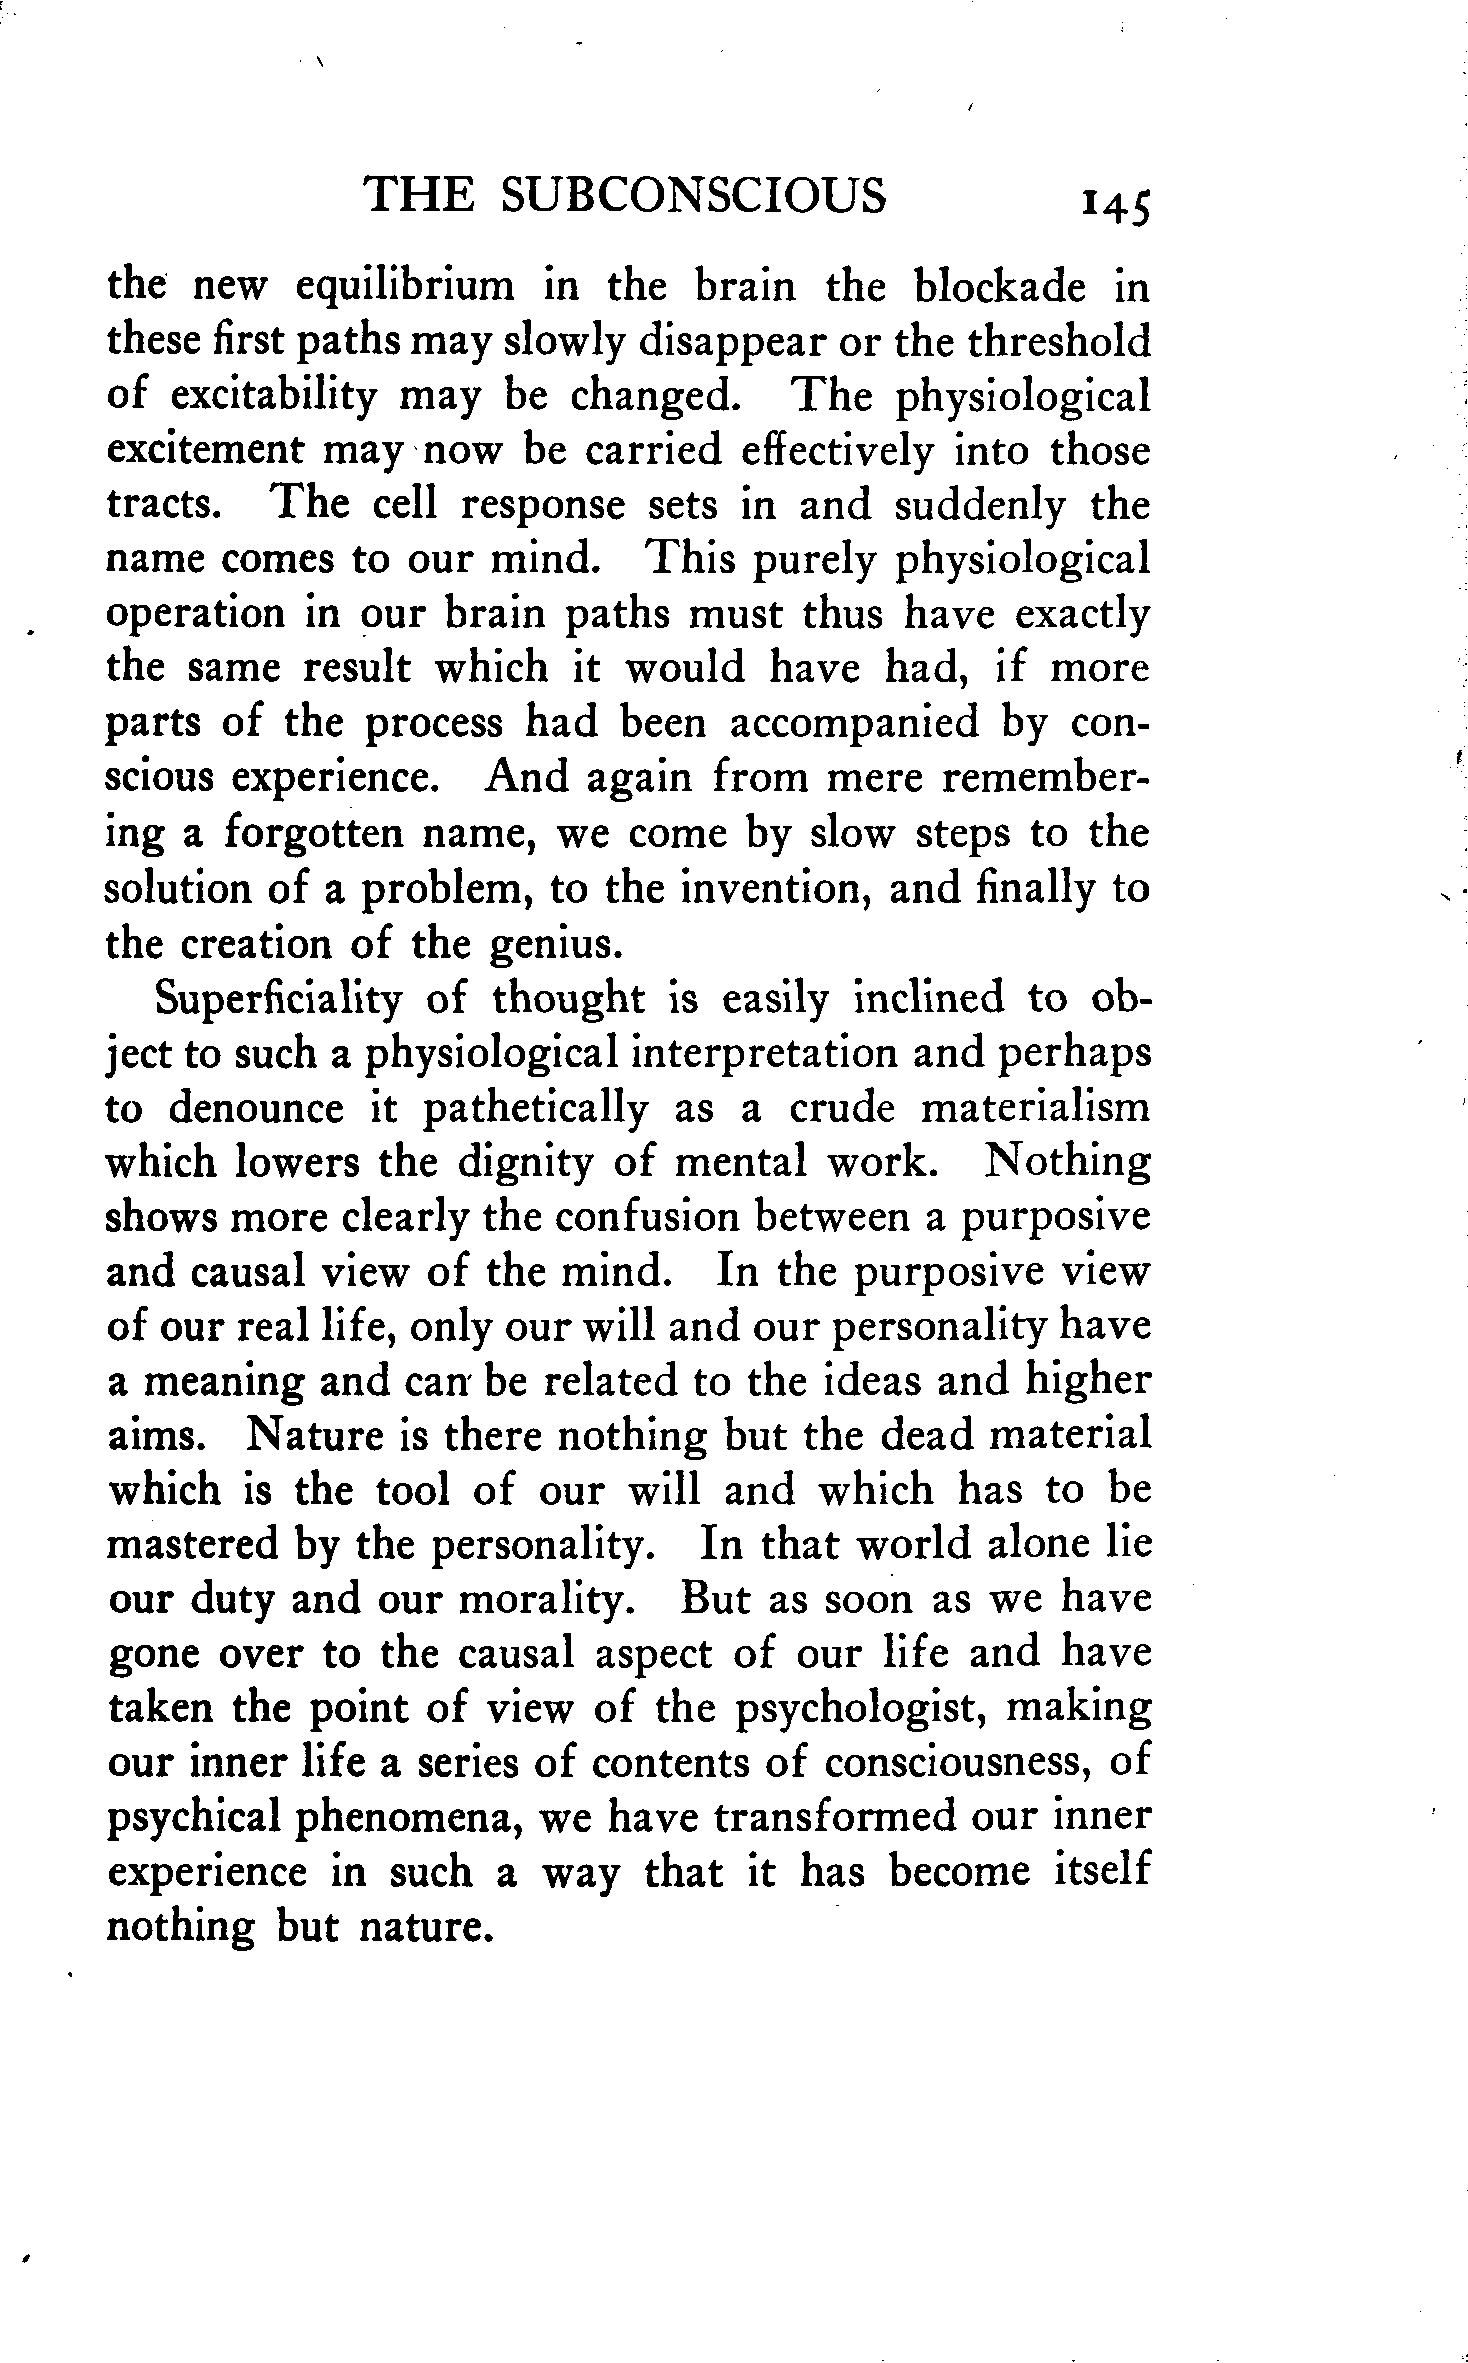 THE SUBCONSCIOUS 145
the new equilibrium in the brain the blockade in
these first paths may slowly disappear or the threshold
of excitability may be changed. The physiological
excitement may now be carried effectively into those
tracts. The cell response sets in and suddenly the
name comes to our mind. This purely physiological
operation in our brain paths must thus have exactly
the same result which it would have had, if more
parts of the process had been accompanied by con-
scious experience. And again from mere remember-
ing a forgotten name, we come by slow steps to the
solution of a problem, to the invention, and finally to
the creation of the genius.
Superficiality of thought is easily inclined to ob-
ject to such a physiological interpretation and perhaps
to denounce it pathetically as a crude materialism
which lowers the dignity of mental work. Nothing
shows more clearly the confusion between a purposive
and causal view of the mind. In the purposive view
of our real life, only our will and our personality have
a meaning and can be related to the ideas and higher
aims. Nature is there nothing but the dead material
which is the tool of our will and which has to be
mastered by the personality. In that world alone lie
our duty and our morality. But as soon as we have
gone over to the causal aspect of our life and have
taken the point of view of the psychologist, making
our inner life a series of contents of consciousness, of
psychical phenomena, we have transformed our inner
experience in such a way that it has become itself
nothing but nature.